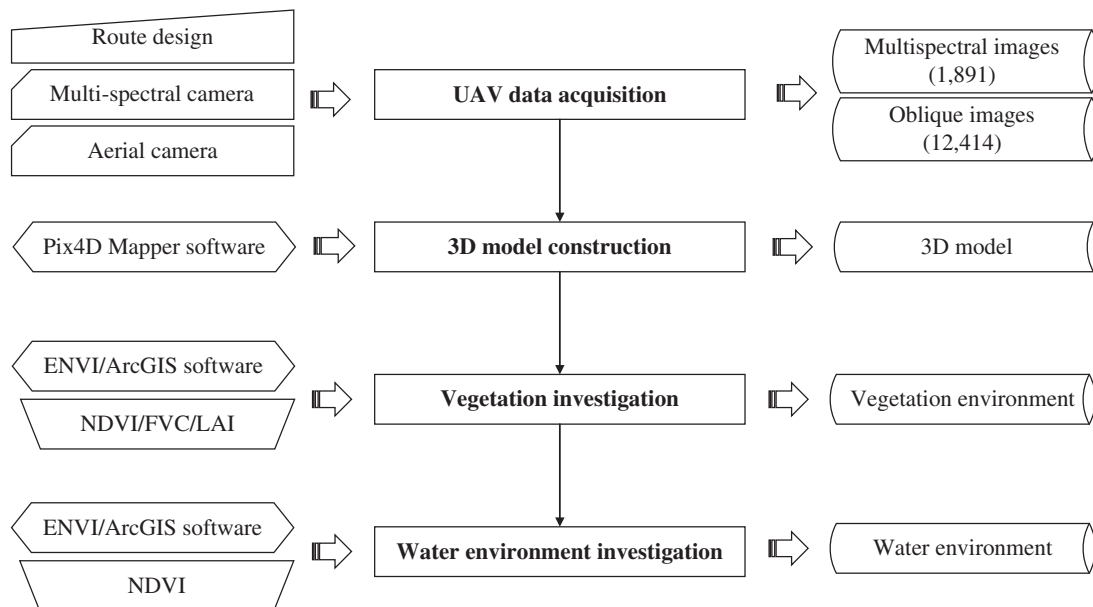 Route design
Multi-spectral camera
Aerial camera
UAV data acquisition
Multispectral images
(1,891)
Oblique images
(12,414)
Pix4D Mapper software
3D model construction
3D model
ENVI/ArcGIS software
NDVI/FVC/LAI
Vegetation investigation
Vegetation environment
ENVI/ArcGIS software
NDVI
Water environment investigation
Water environment